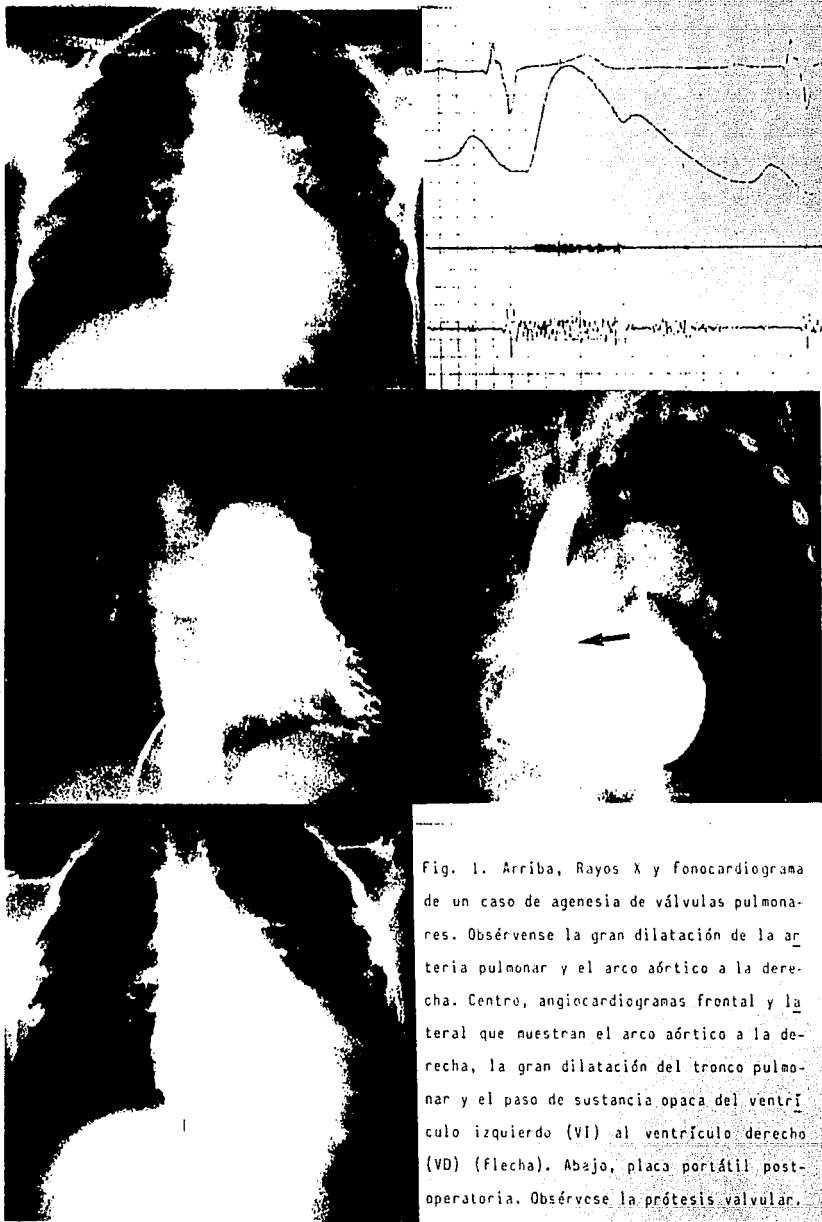 Fig. 1. Arriba, Rayos X y fonocardiograma
de un caso de agenesia de válvulas pulmona-
res. Obsérvense la gran dilatación de la ar
teria pulmonar y el arco aórtico a la dere-
cha. Centro, angiocardiogramas frontal y la
teral que muestran el arco aórtico a la de-
recha, la gran dilatación del tronco pulmo-
nar y el paso de sustancia opaca del ventrí
culo izquierdo (VI) al ventrículo derecho
(VD) (flecha). Abajo, placa portátil post-
operatoria. Obsérvese la prótesis valvular.